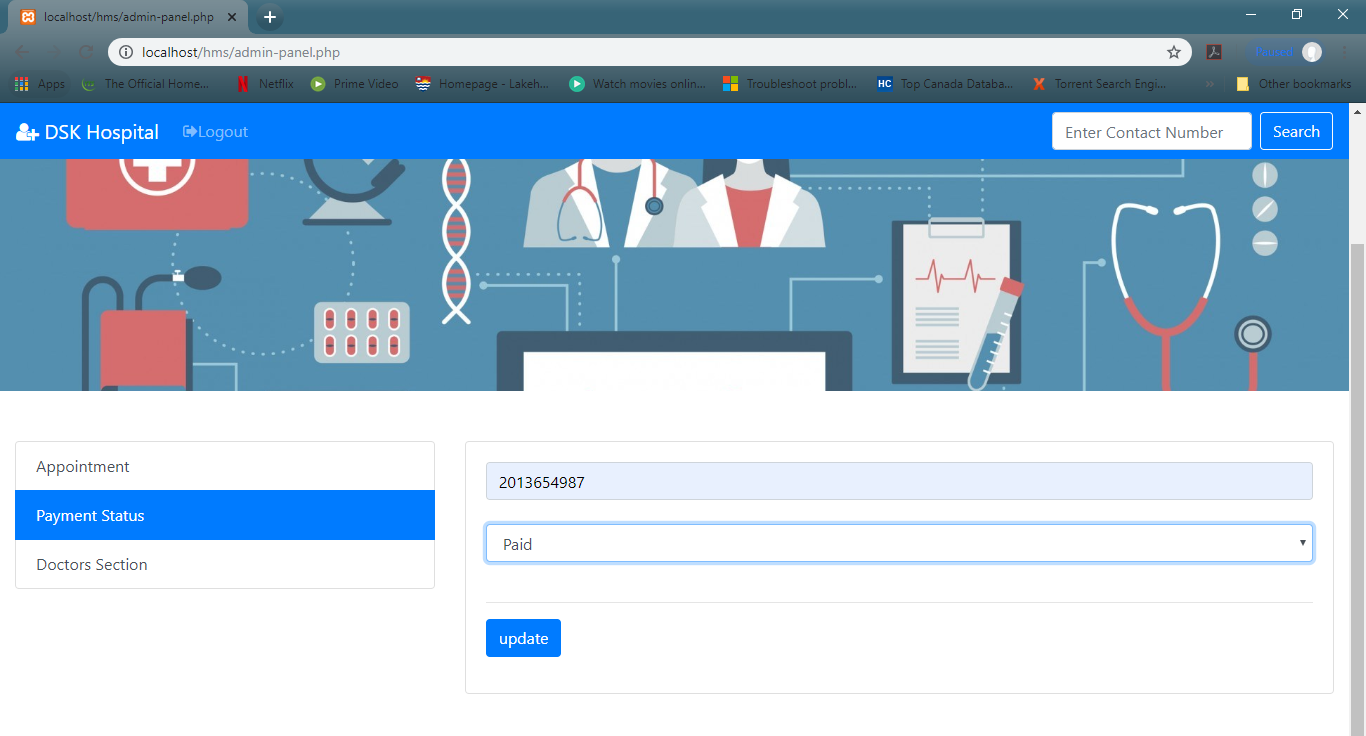 localhost/hms/admin-panel.php
localhost/hms/admin-panel.php
Paused
Apps The Official Home... Netflix Prime Video Homepage - Lakeh... Watch movies onlin... Troubleshoot probl... HC Top Canada Databa... Torrent Search Engi... » Other bookmarks
DSK Hospital Logout Enter Contact Number Search
Appointment
Payment Status
Doctors Section
2013654987
Paid
update